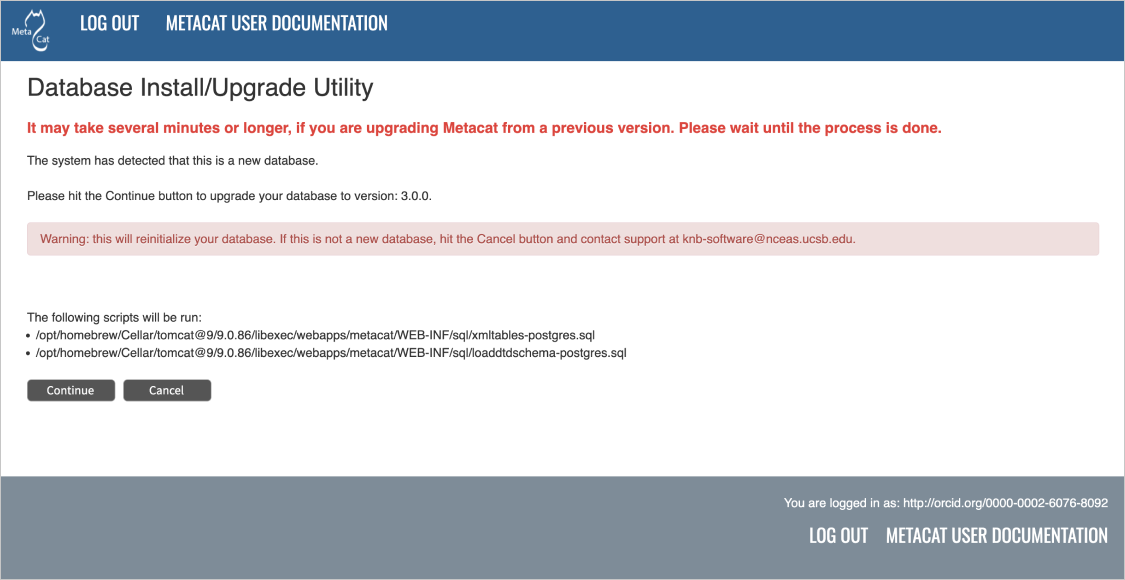 Meta Cat
LOG OUT METACAT USER DOCUMENTATION
Database Install/Upgrade Utility
It may take several minutes or longer, if you are upgrading Metacat from a previous version. Please wait until the process is done.
The system has detected that this is a new database.
Please hit the Continue button to upgrade your database to version: 3.0.0.
Warning: this will reinitialize your database. If this is not a new database, hit the Cancel button and contact support at knb-software@nceas.ucsb.edu.
The following scripts will be run:
• /opt/homebrew/Cellar/tomcat@9/9.0.86/libexec/webapps/metacat/WEB-INF/sql/xmltables-postgres.sql
• /opt/homebrew/Cellar/tomcat@9/9.0.86/libexec/webapps/metacat/WEB-INF/sql/loaddtdschema-postgres.sql
Continue Cancel
You are logged in as: http://orcid.org/0000-0002-6076-8092
LOG OUT METACAT USER DOCUMENTATION